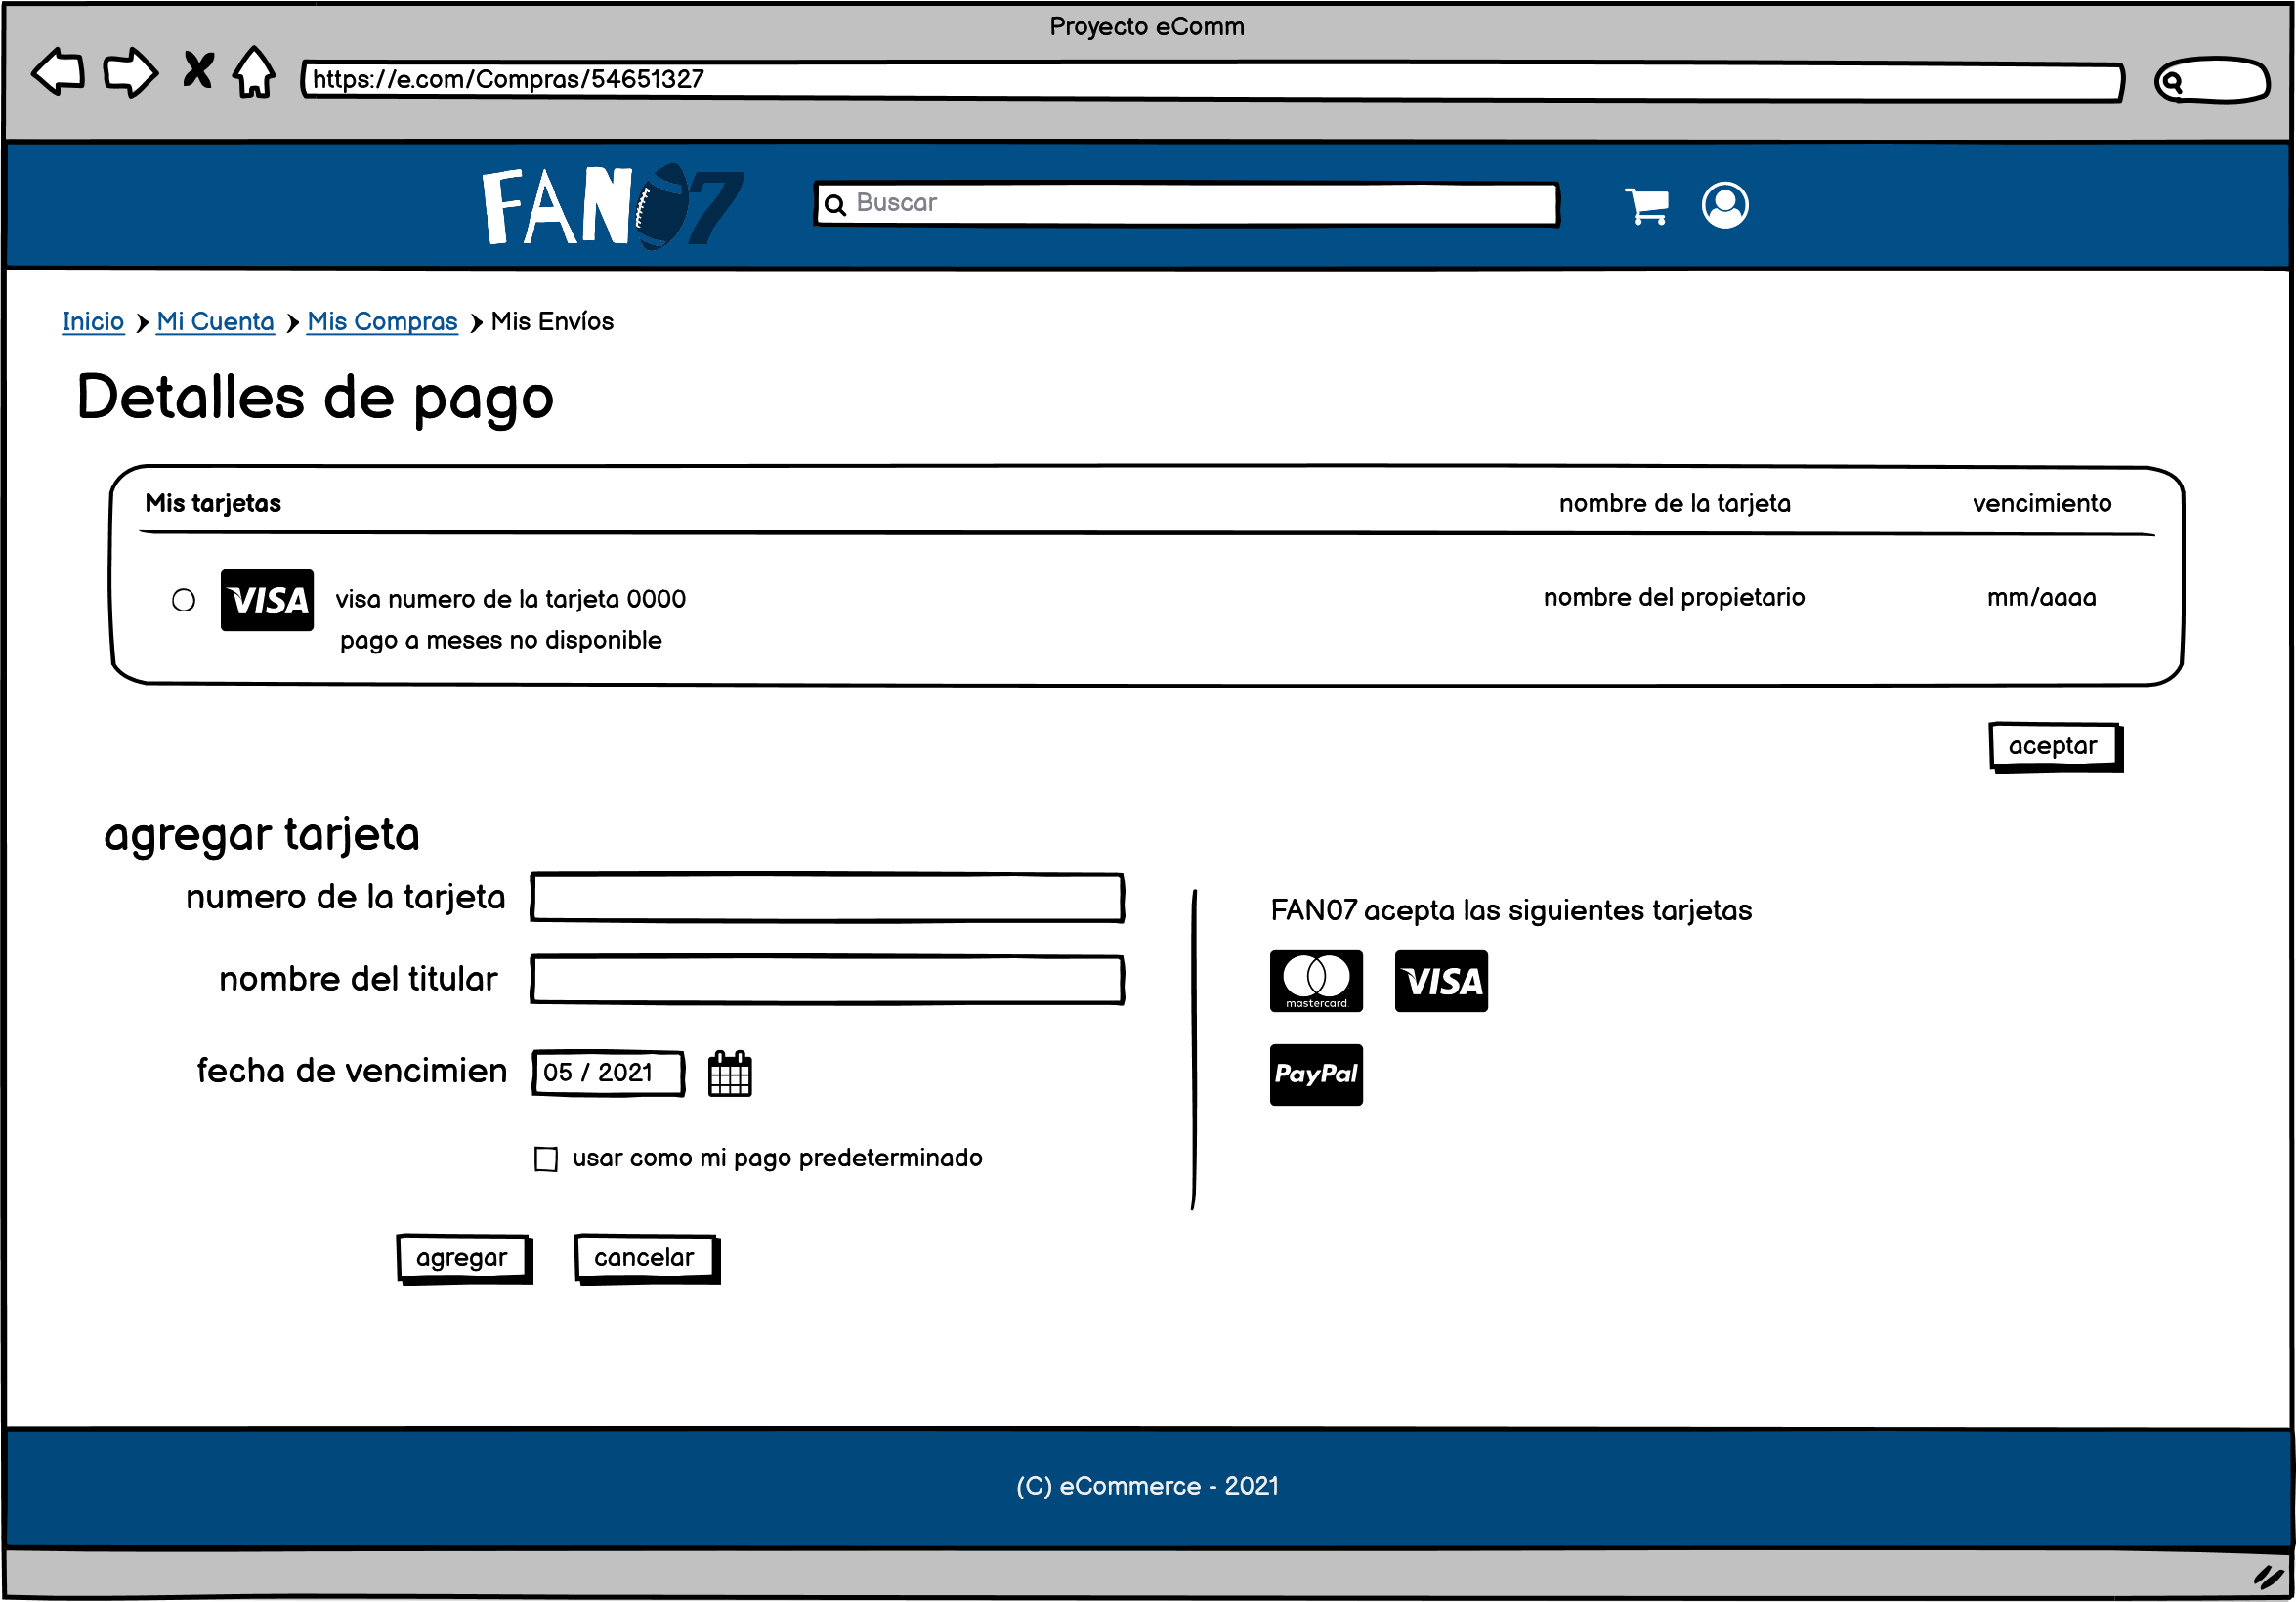 Proyecto eComm
https://e.com/Compras/54651327
FAN07
Buscar
Inicio Mi Cuenta Mis Compras Mis Envíos
Detalles de pago
Mis tarjetas nombre de la tarjeta vencimiento
VISA visa numero de la tarjeta 0000 nombre del propietario mm/aaaa
pago a meses no disponible
aceptar
agregar tarjeta
numero de la tarjeta
FAN07 acepta las siguientes tarjetas
nombre del titular
mastercard. VISA
fecha de vencimien 05 / 2021
PayPal
usar como mi pago predeterminado
agregar cancelar
(C) eCommerce - 2021